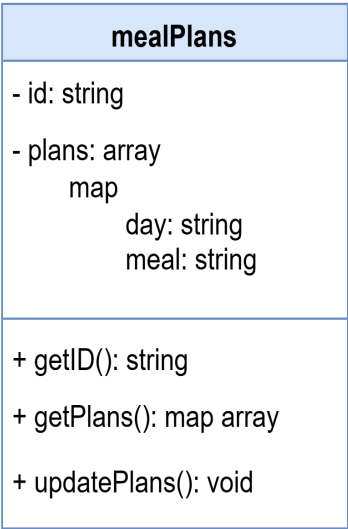 mealPlans
- id: string
- plans: array
map
day: string
meal: string
+ getID(): string
+ getPlans(): map array
+ updatePlans(): void